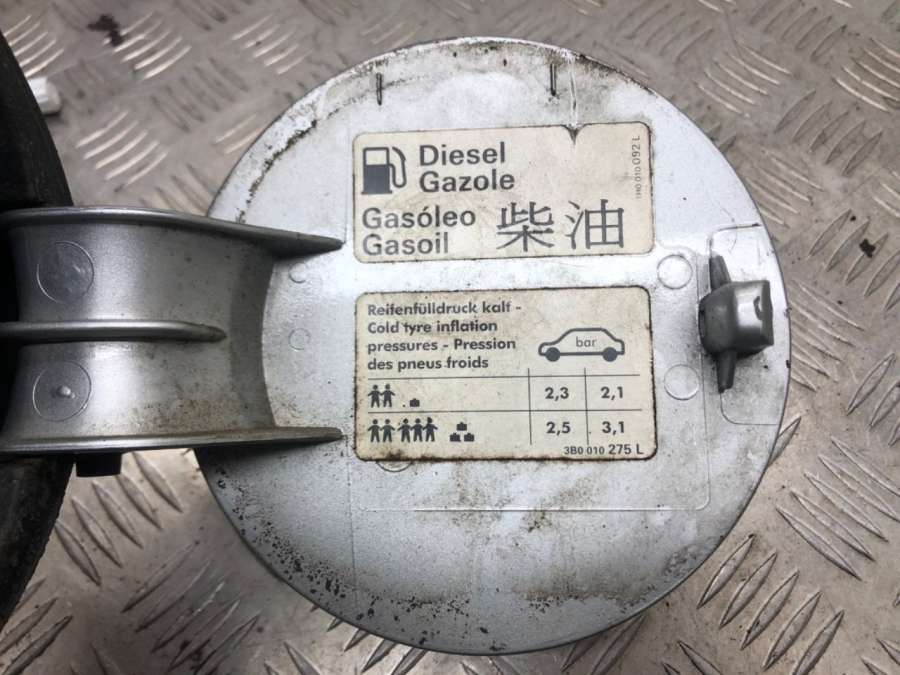 Diesel
Gazole
Gasóleo
Gasoil
柴油
1H0 010 092 L
Reifenfülldruck kalt -
Cold tyre inflation
pressures - Pression
des pneus froids
bar
2,3 2,1
2,5 3,1
3B0 010 275 L